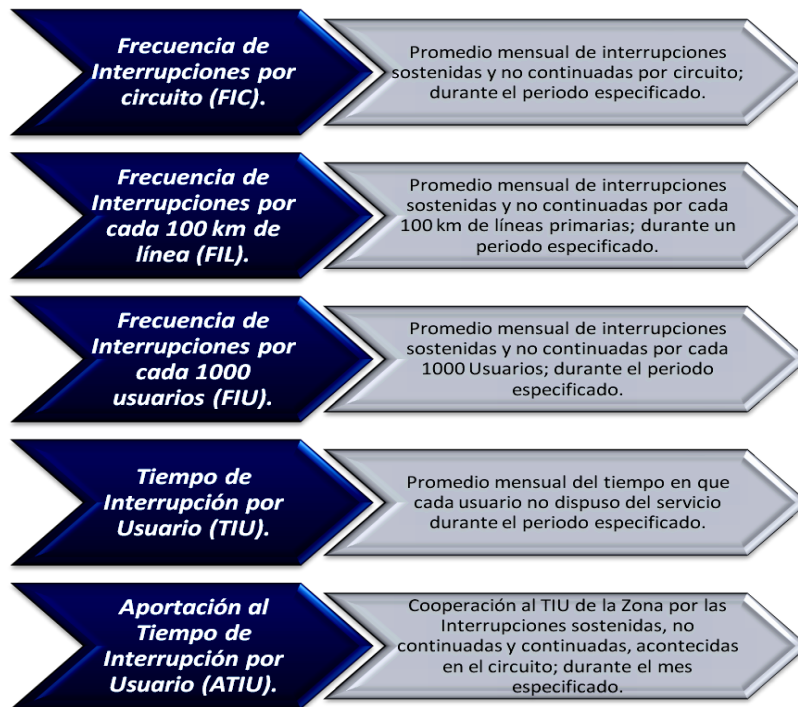 Frecuencia de
Interrupciones por
circuito (FIC).
Promedio mensual de interrupciones
sostenidas y no continuadas por circuito;
durante el periodo especificado.
Frecuencia de
Interrupciones por
cada 100 km de
línea (FIL).
Promedio mensual de interrupciones
sostenidas y no continuadas por cada
100 km de líneas primarias; durante un
periodo especificado.
Frecuencia de
Interrupciones por
cada 1000
usuarios (FIU).
Promedio mensual de interrupciones
sostenidas y no continuadas por cada
1000 Usuarios; durante el periodo
especificado.
Tiempo de
Interrupción por
Usuario (TIU).
Promedio mensual del tiempo en que
cada usuario no dispuso del servicio
durante el periodo especificado.
Aportación al
Tiempo de
Interrupción por
Usuario (ATIU).
Cooperación al TIU de la Zona por las
Interrupciones sostenidas, no
continuadas y continuadas, acontecidas
en el circuito; durante el mes
especificado.